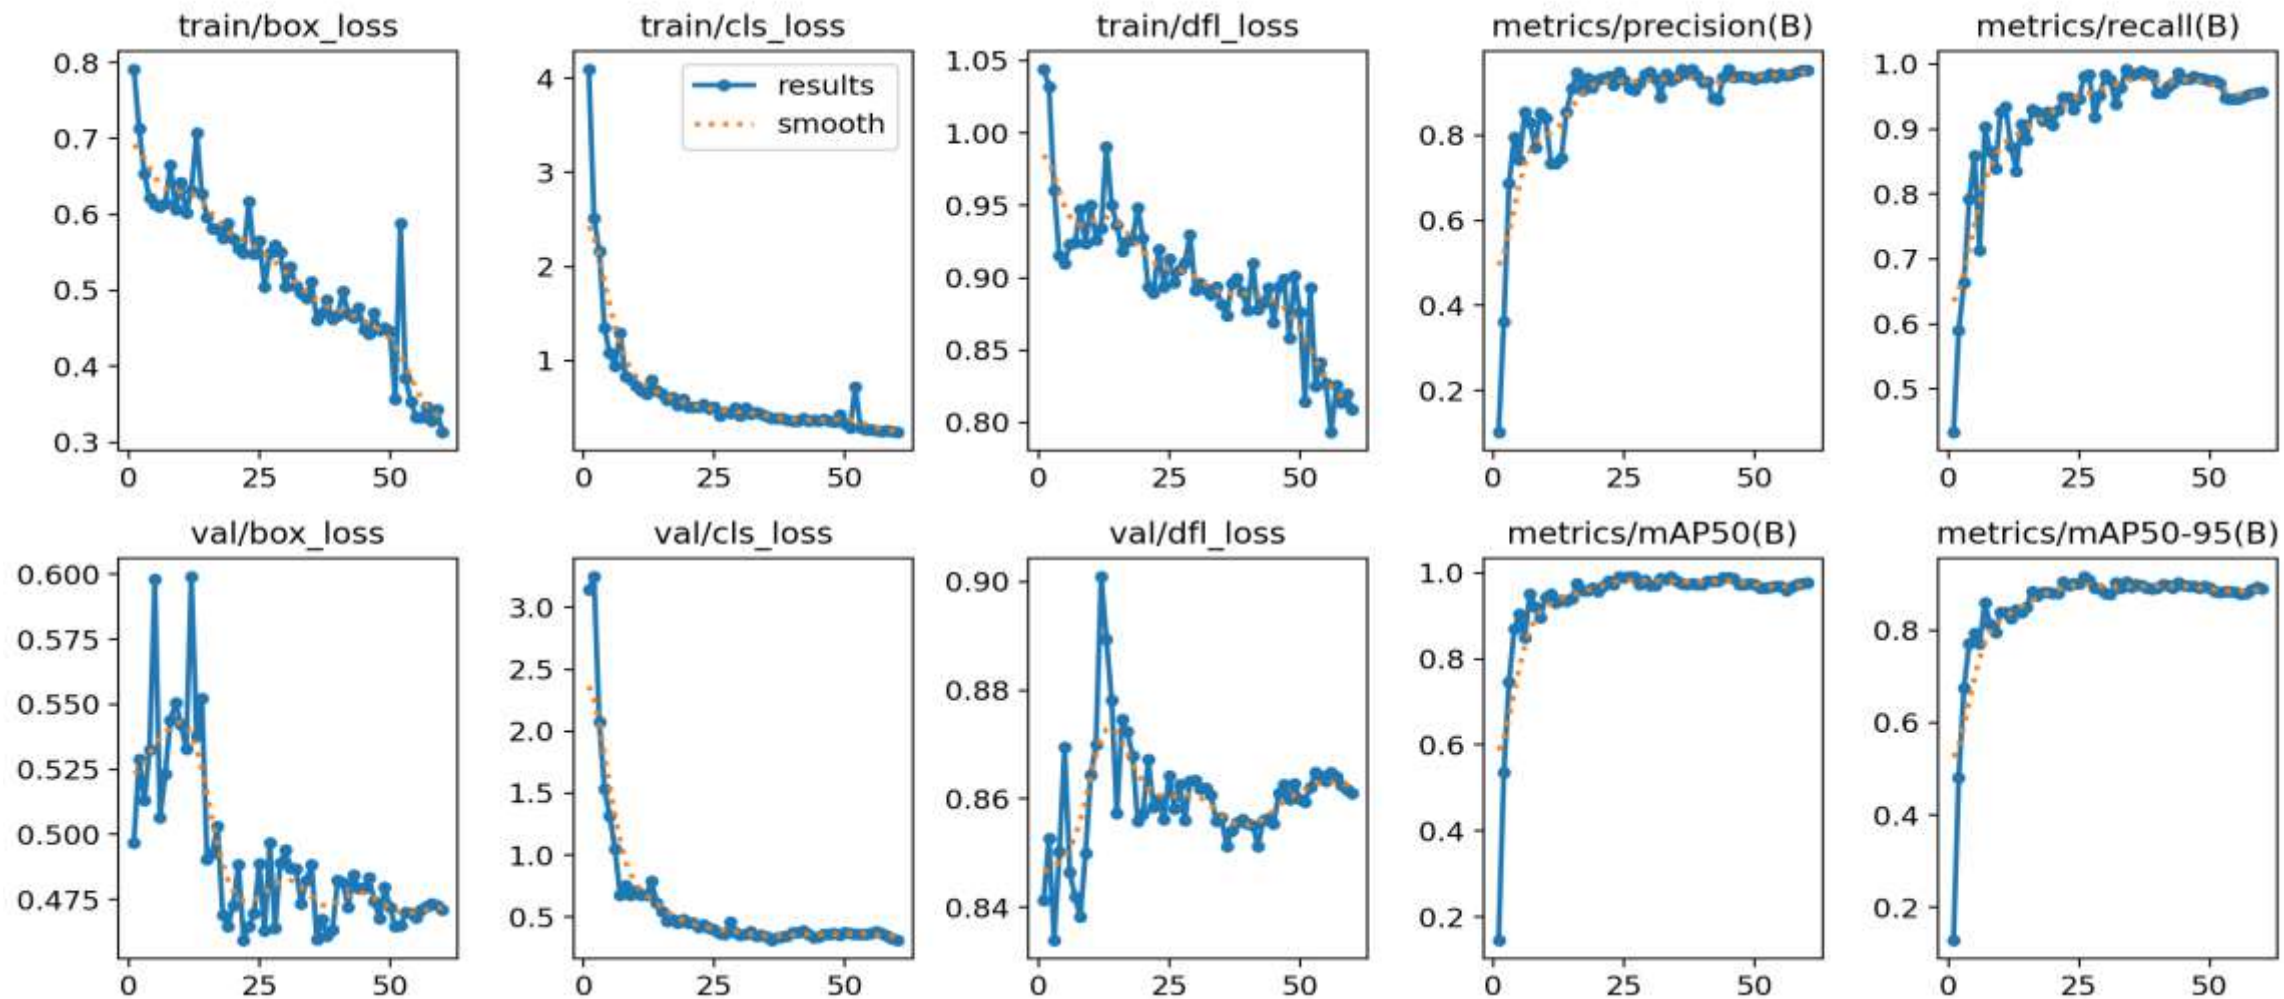 train/box_loss
0.8
0.7
0.6
0.5
0.4
0.3
0 25 50
train/cls_loss
results
smooth
4
3
2
1
0 25 50
train/dfl_loss
1.05
1.00
0.95
0.90
0.85
0.80
0 25 50
metrics/precision(B)
0.8
0.6
0.4
0.2
0 25 50
metrics/recall(B)
1.0
0.9
0.8
0.7
0.6
0.5
0 25 50
val/box_loss
0.600
0.575
0.550
0.525
0.500
0.475
0 25 50
val/cls_loss
3.0
2.5
2.0
1.5
1.0
0.5
0 25 50
val/dfl_loss
0.90
0.88
0.86
0.84
0 25 50
metrics/mAP50(B)
1.0
0.8
0.6
0.4
0.2
0 25 50
metrics/mAP50-95(B)
0.8
0.6
0.4
0.2
0 25 50